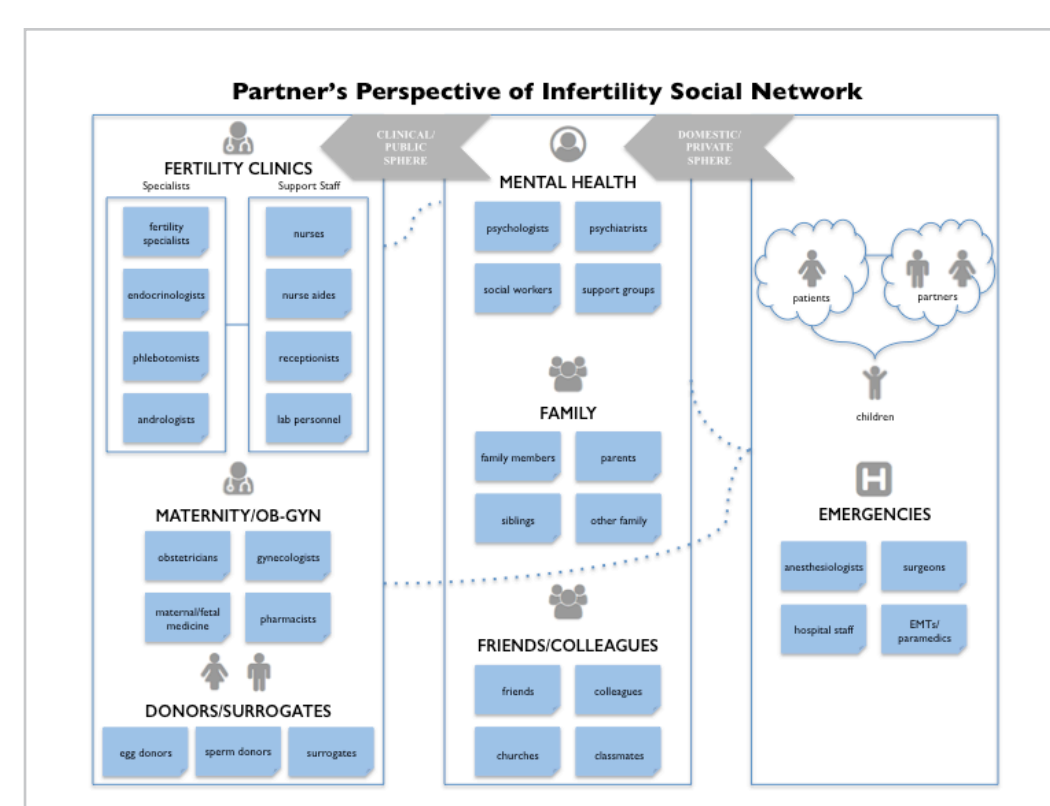 Partner's Perspective of Infertility Social Network
CLINICAL/
PUBLIC
SPHERE
DOMESTIC/
PRIVATE
SPHERE
FERTILITY CLINICS
Specialists
Support Staff
fertility
specialists
nurses
endocrinologists
nurse aides
phlebotomists
receptionists
andrologists
lab personnel
MATERNITY/OB-GYN
obstetricians
gynecologists
maternal/fetal
medicine
pharmacists
DONORS/SURROGATES
egg donors
sperm donors
surrogates
MENTAL HEALTH
psychologists
psychiatrists
social workers
support groups
FAMILY
family members
parents
siblings
other family
FRIENDS/COLLEAGUES
friends
colleagues
churches
classmates
patients
partners
children
H
EMERGENCIES
anesthesiologists
surgeons
hospital staff
EMTs/
paramedics